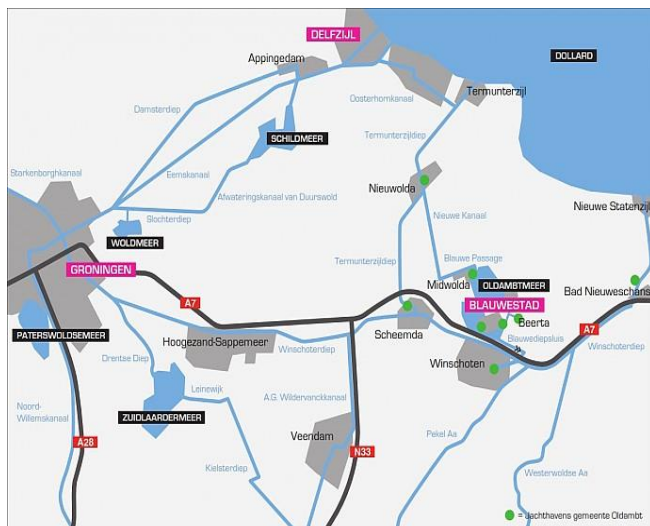 DELFZIJL
DOLLARD
Appingedam
Termunterzijl
Oosterhornkanaal
Damsterdiep
SCHILDMEER
Termunterzijldiep
Eemskanaal
Starkenborghkanaal
Nieuwolda
Afwateringskanaal van Duurswold
Nieuwe Statenzijl
Slochterdiep
Nieuwe Kanaal
WOLDMEER
Termunterzijldiep
Blauwe Passage
GRONINGEN
Midwolda
OLDAMBTMEER
Bad Nieuweschans
A7
BLAUWESTAD
PATERSWOLDSEMEER
Scheemda
Beerta
A7
Hoogezand-Sappemeer
Blauwediepsluis
Winschoterdiep
Winschoterdiep
Drentse Diep
Winschoten
Leinewijk
A.G. Wildervanckkanaal
Noord-
Willemskanaal
ZUIDLAARDERMEER
Veendam
Pekel Aa
A28
N33
Kielsterdiep
Westerwoldse Aa
= Jachthavens gemeente Oldambt